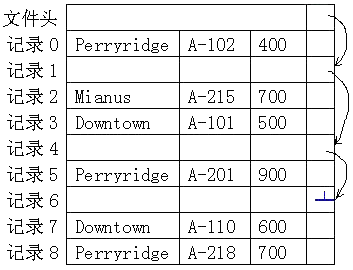 文件头
记录0 Perryridge A-102 400
记录1
记录2 Mianus A-215 700
记录3 Downtown A-101 500
记录4
记录5 Perryridge A-201 900
记录6
记录7 Downtown A-110 600
记录8 Perryridge A-218 700